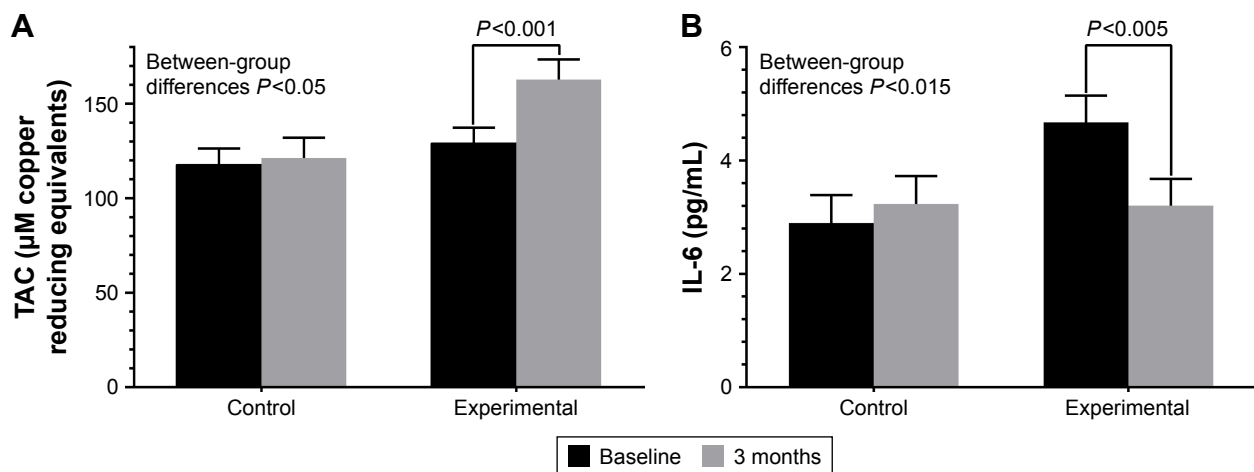 A
TAC (µM copper
reducing equivalents)
Between-group
differences P<0.05
P<0.001
150
100
50
0
Control
Experimental
B
IL-6 (pg/mL)
Between-group
differences P<0.015
P<0.005
6
4
2
0
Control
Experimental
Baseline
3 months